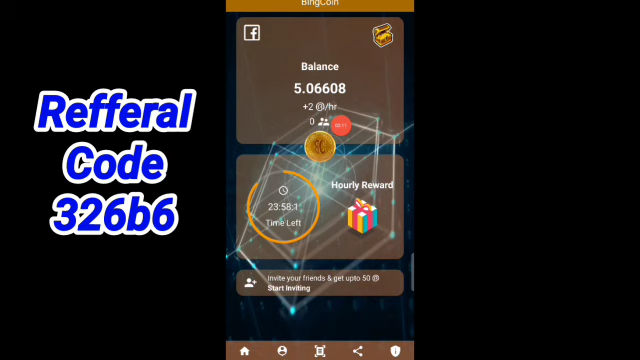 BingCoin
Balance
5.06608
+2 @/hr
0
Refferal
Code
326b6
Hourly Reward
23:58:1
Time Left
Invite your friends & get upto 50 @
Start Inviting